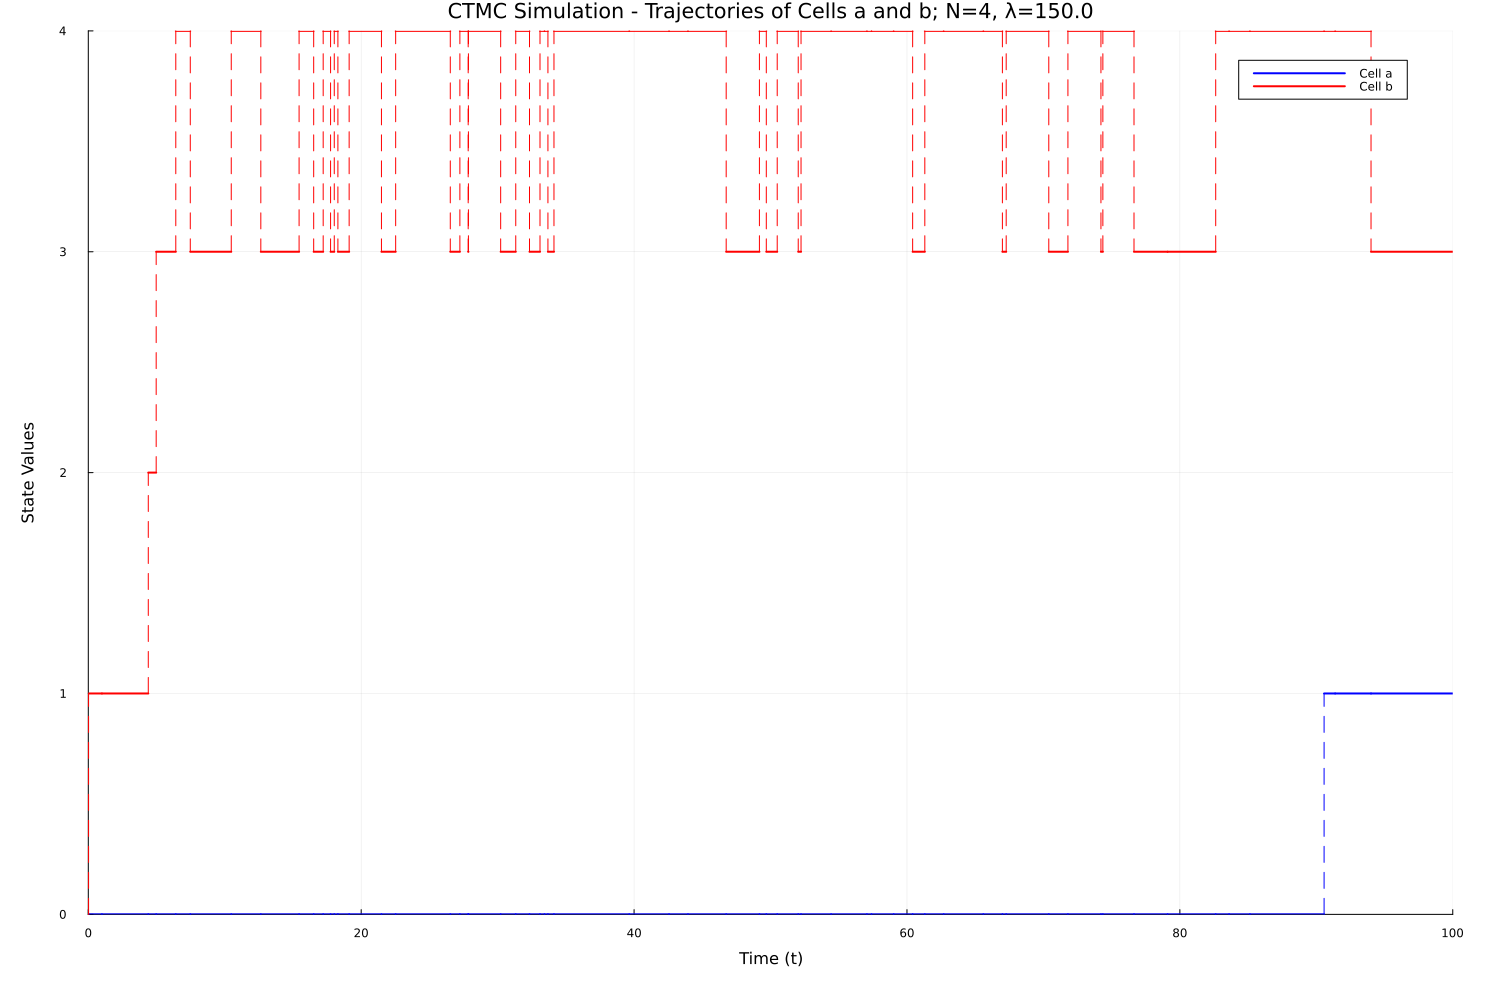 CTMC Simulation - Trajectories of Cells a and b; N=4, λ=150.0
4
Cell a
Cell b
3
State Values
2
1
0
0 20 40 60 80 100
Time (t)